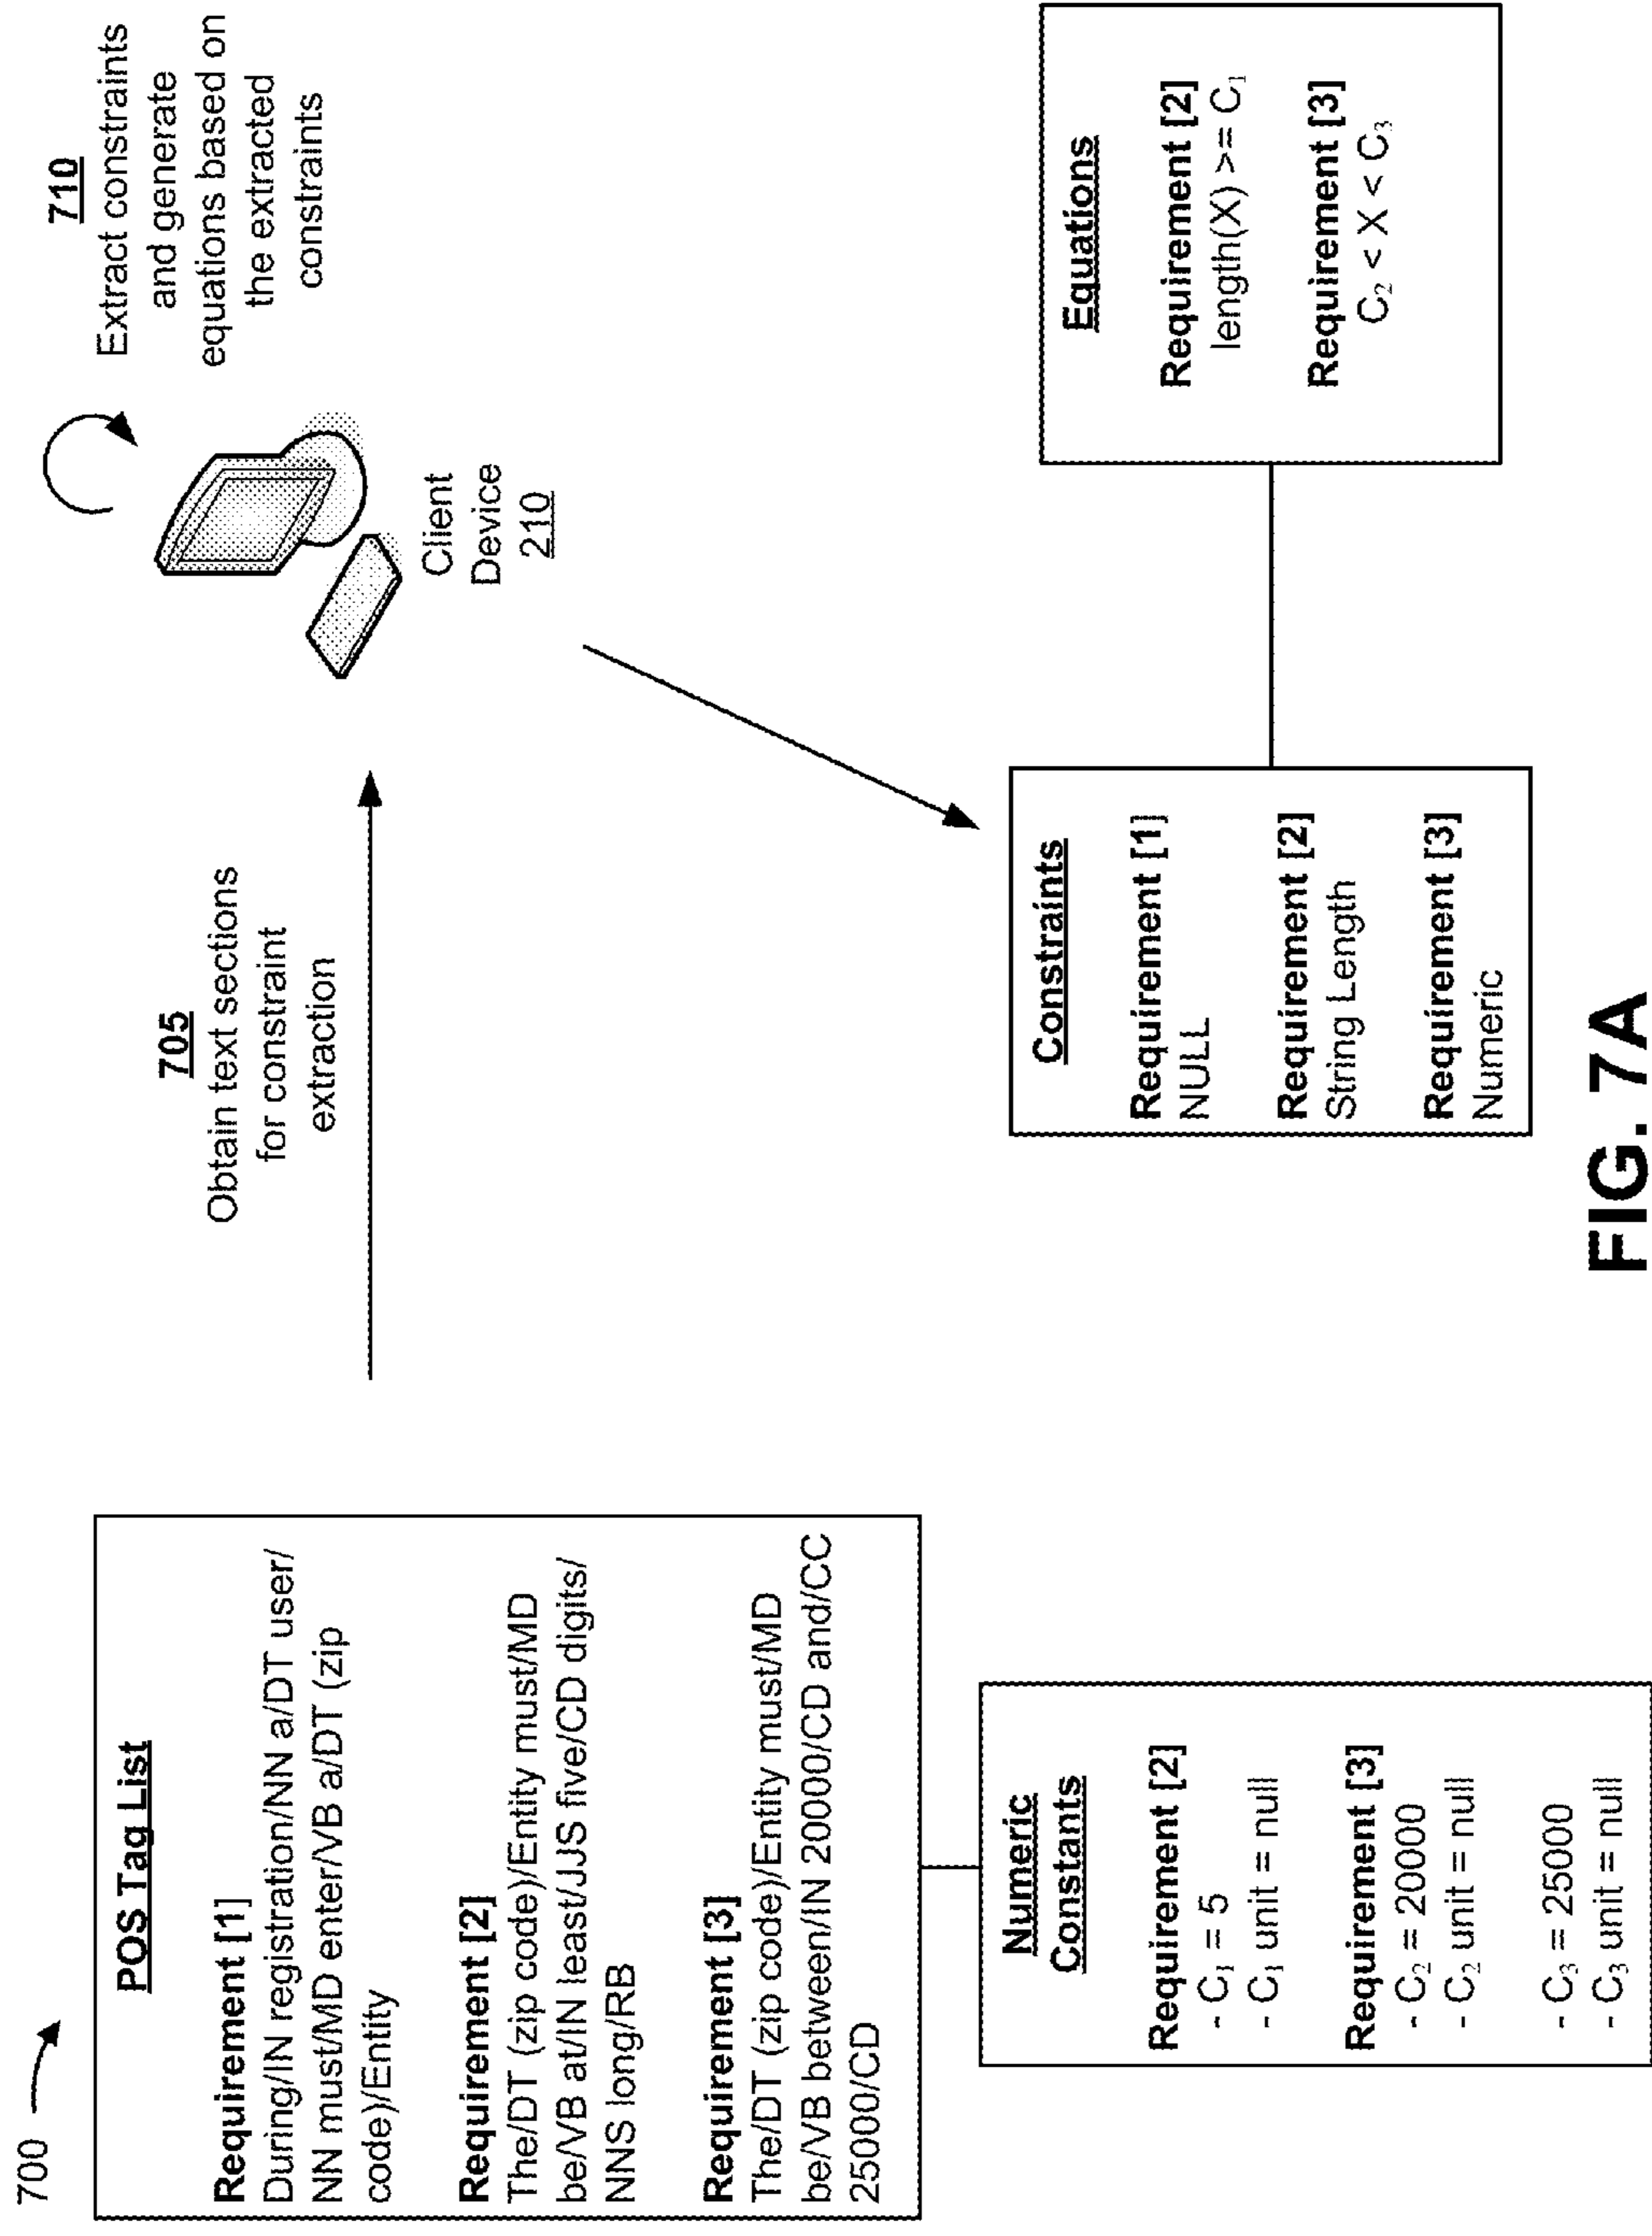 700
POS Tag List
Requirement [1]
During/IN registration/NN a/DT user/
NN must/MD enter/VB a/DT (zip
code)/Entity
Requirement [2]
The/DT (zip code)/Entity must/MD
be/VB at/IN least/JJS five/CD digits/
NNS long/RB
Requirement [3]
The/DT (zip code)/Entity must/MD
be/VB between/IN 20000/CD and/CC
25000/CD
Numeric
Constants
Requirement [2]
- C₁ = 5
- C₁ unit = null
Requirement [3]
- C₂ = 20000
- C₂ unit = null
- C₃ = 25000
- C₃ unit = null
705
Obtain text sections
for constraint
extraction
710
Extract constraints
and generate
equations based on
the extracted
constraints
Client
Device
210
Constraints
Requirement [1]
NULL
Requirement [2]
String Length
Requirement [3]
Numeric
Equations
Requirement [2]
length(X) >= C₁
Requirement [3]
C₂ < X < C₃
FIG. 7A